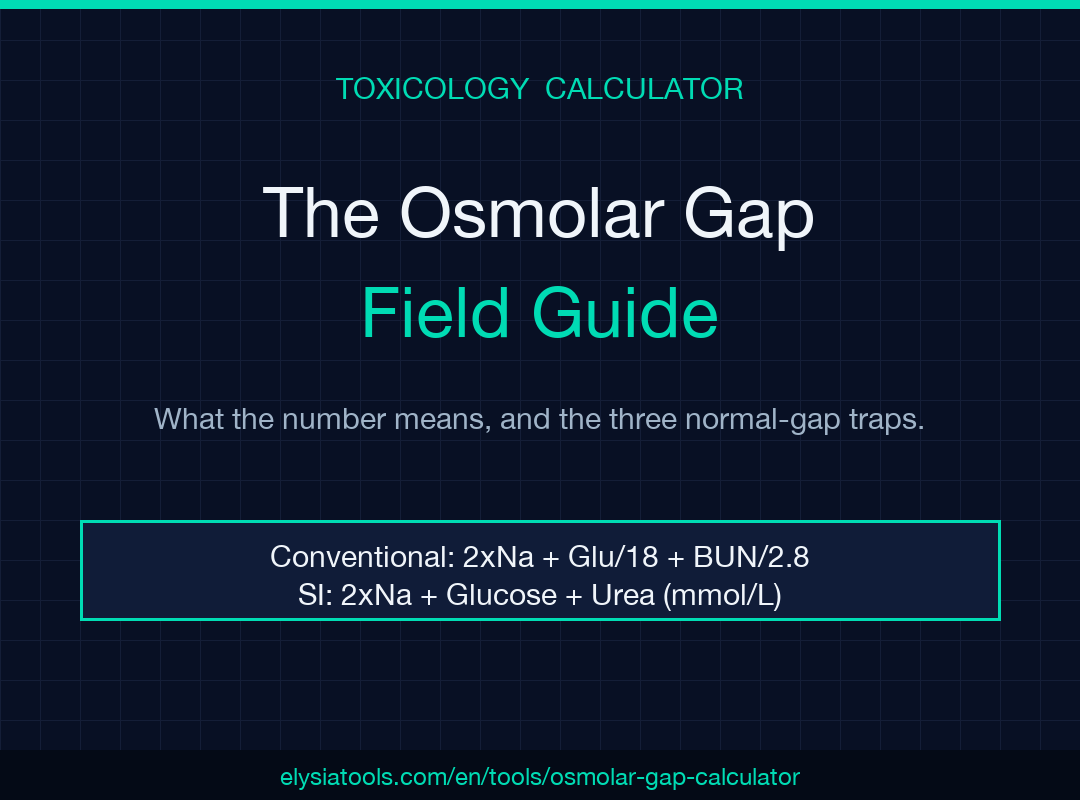 TOXICOLOGY CALCULATOR
The Osmolar Gap
Field Guide
What the number means, and the three normal-gap traps.
Conventional: 2xNa + Glu/18 + BUN/2.8
SI: 2xNa + Glucose + Urea (mmol/L)
elysiatools.com/en/tools/osmolar-gap-calculator